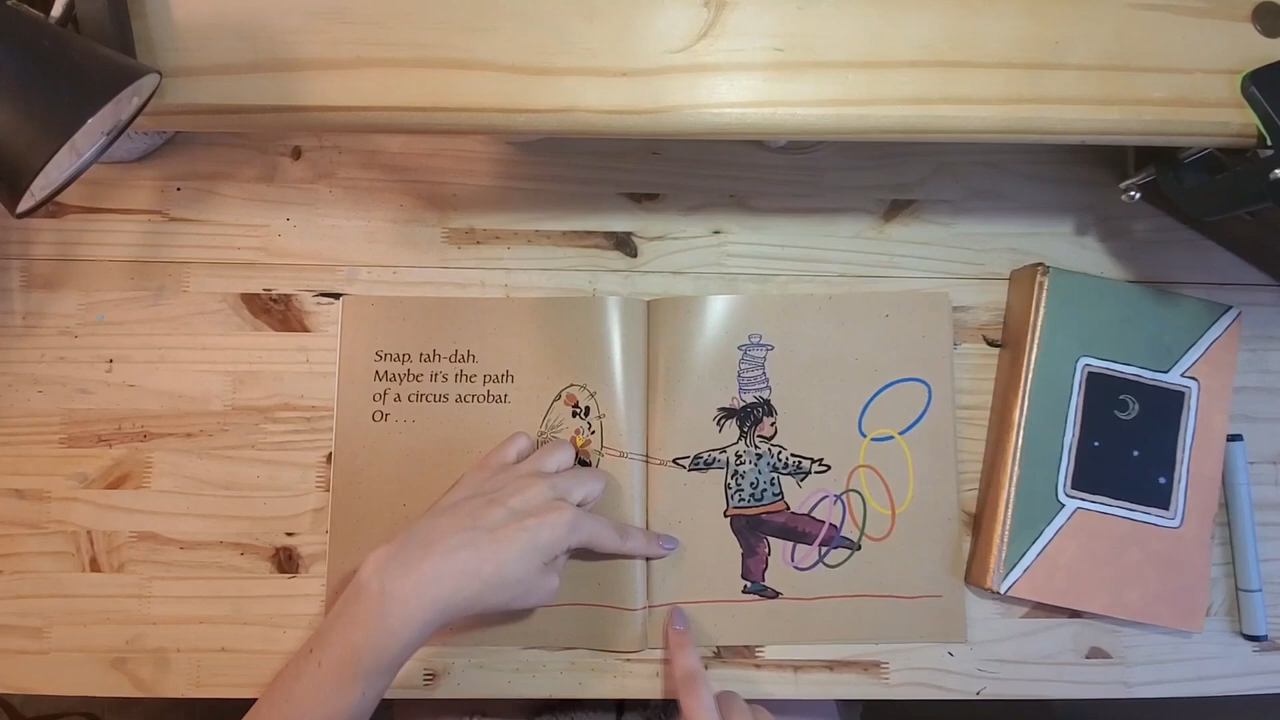 Snap, tah-dah.
Maybe it's the path
of a circus acrobat.
Or . . .